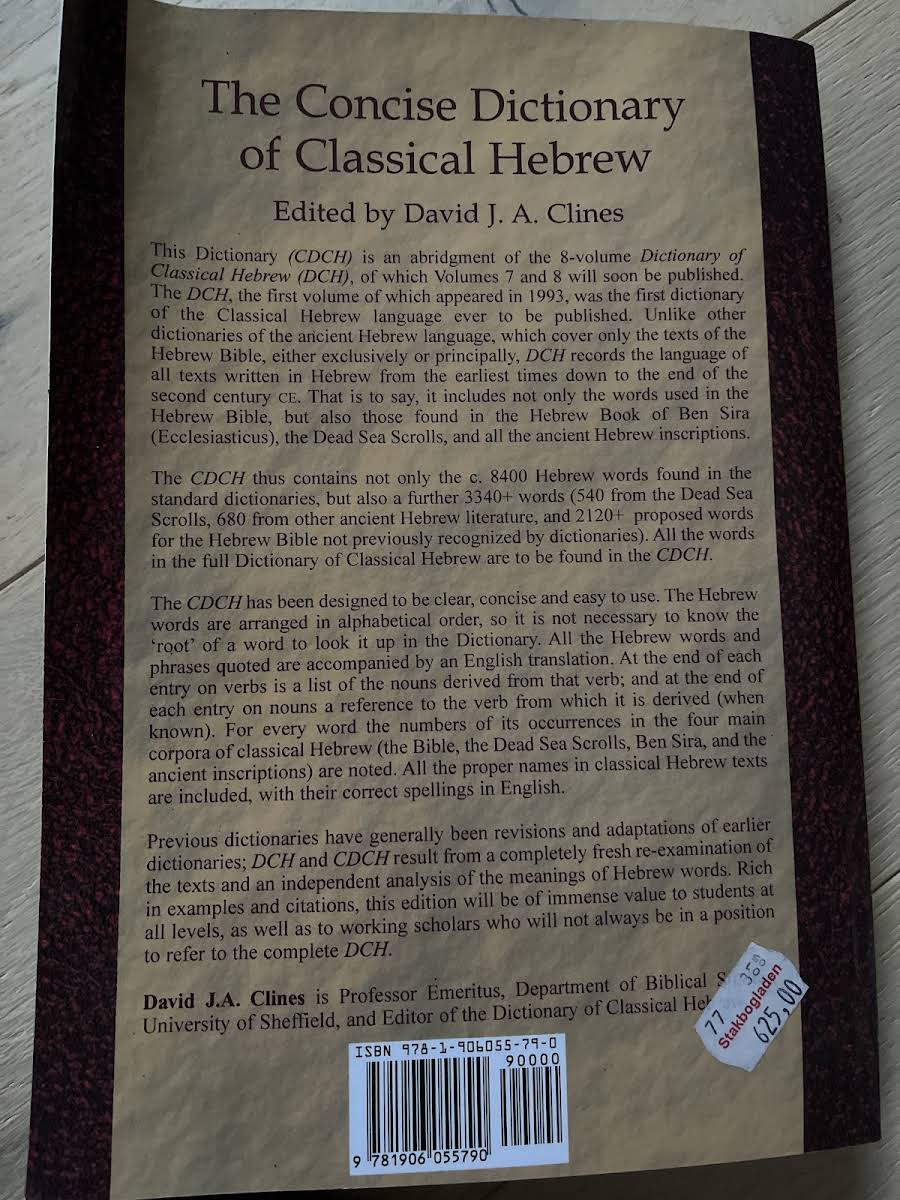 The Concise Dictionary
of Classical Hebrew
Edited by David J. A. Clines
This Dictionary (CDCH) is an abridgment of the 8-volume Dictionary of
Classical Hebrew (DCH), of which Volumes 7 and 8 will soon be published.
The DCH, the first volume of which appeared in 1993, was the first dictionary
of the Classical Hebrew language ever to be published. Unlike other
dictionaries of the ancient Hebrew language, which cover only the texts of the
Hebrew Bible, either exclusively or principally, DCH records the language of
all texts written in Hebrew from the earliest times down to the end of the
second century CE. That is to say, it includes not only the words used in the
Hebrew Bible, but also those found in the Hebrew Book of Ben Sira
(Ecclesiasticus), the Dead Sea Scrolls, and all the ancient Hebrew inscriptions.
The CDCH thus contains not only the c. 8400 Hebrew words found in the
standard dictionaries, but also a further 3340+ words (540 from the Dead Sea
Scrolls, 680 from other ancient Hebrew literature, and 2120+ proposed words
for the Hebrew Bible not previously recognized by dictionaries). All the words
in the full Dictionary of Classical Hebrew are to be found in the CDCH.
The CDCH has been designed to be clear, concise and easy to use. The Hebrew
words are arranged in alphabetical order, so it is not necessary to know the
‘root’ of a word to look it up in the Dictionary. All the Hebrew words and
phrases quoted are accompanied by an English translation. At the end of each
entry on verbs is a list of the nouns derived from that verb; and at the end of
each entry on nouns a reference to the verb from which it is derived (when
known). For every word the numbers of its occurrences in the four main
corpora of classical Hebrew (the Bible, the Dead Sea Scrolls, Ben Sira, and the
ancient inscriptions) are noted. All the proper names in classical Hebrew texts
are included, with their correct spellings in English.
Previous dictionaries have generally been revisions and adaptations of earlier
dictionaries; DCH and CDCH result from a completely fresh re-examination of
the texts and an independent analysis of the meanings of Hebrew words. Rich
in examples and citations, this edition will be of immense value to students at
all levels, as well as to working scholars who will not always be in a position
to refer to the complete DCH.
David J.A. Clines is Professor Emeritus, Department of Biblical S
University of Sheffield, and Editor of the Dictionary of Classical Heb
77
Stakbogladen
625,00
ISBN 978-1-906055-79-0
90000
9 781906 055790